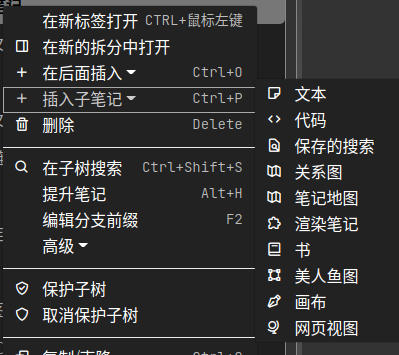 在新标签打开 CTRL+鼠标左键
在新的拆分中打开
在后面插入 Ctrl+O
插入子笔记 Ctrl+P
删除 Delete
在子树搜索 Ctrl+Shift+S
提升笔记 Alt+H
编辑分支前缀 F2
高级
保护子树
取消保护子树
文本
代码
保存的搜索
关系图
笔记地图
渲染笔记
书
美人鱼图
画布
网页视图